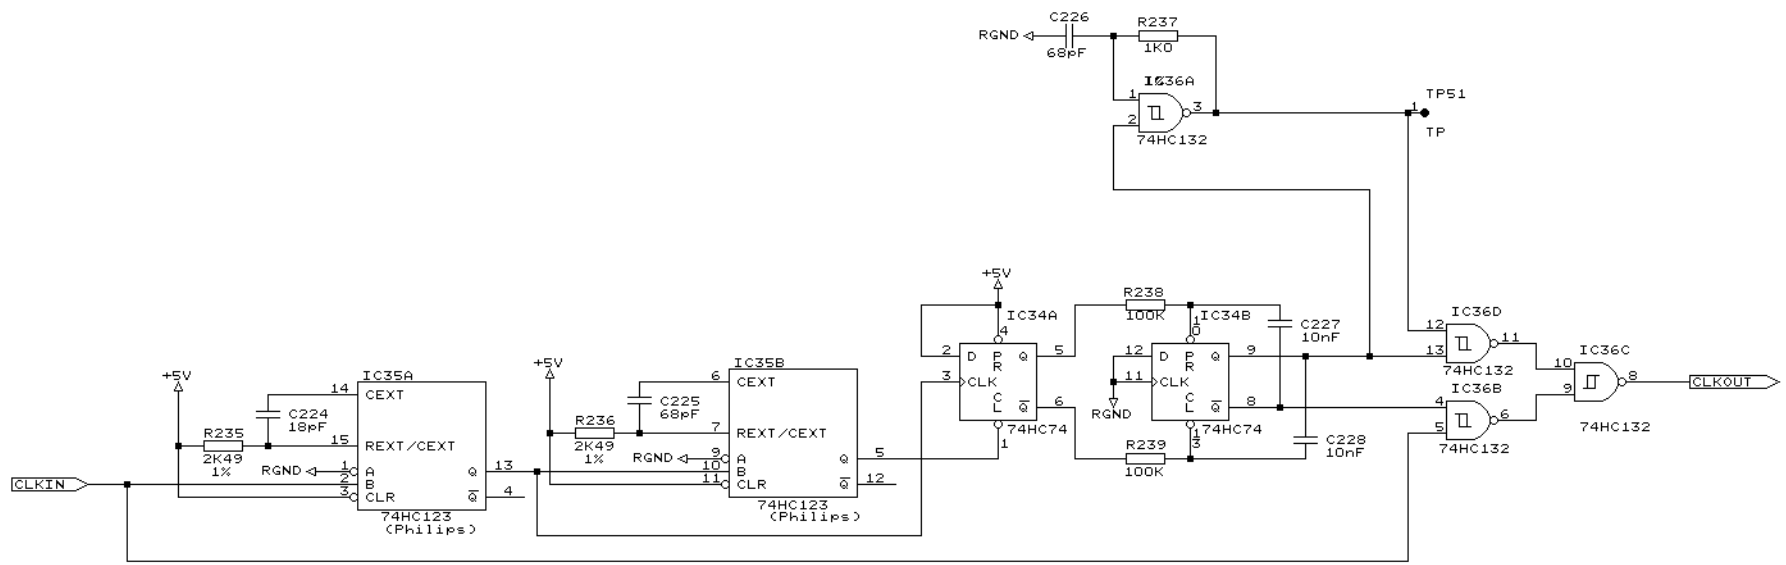 C226
RGND
68pF
R237
1K0
IC36A
1
2
3
74HC132
1
TP51
TP
+5V
14
IC35A
CEXT
C224
18pF
R235
2K49
1%
15
REXT/CEXT
RGND
1
A
2
B
3
CLR
Q
13
Q
4
74HC123
(Philips)
CLKIN
+5V
6
IC35B
CEXT
C225
68pF
R236
2K49
1%
7
REXT/CEXT
RGND
9
A
10
B
11
CLR
Q
5
Q
12
74HC123
(Philips)
+5V
IC34A
4
2
D
PR
Q
5
3
CLK
CL
Q
6
1
74HC74
R238
100K
10
IC34B
12
D
PR
Q
9
11
CLK
RGND
CL
Q
8
13
74HC74
R239
100K
C227
10nF
C228
10nF
IC36D
12
13
11
74HC132
IC36B
4
5
6
74HC132
IC36C
10
9
8
74HC132
CLKOUT